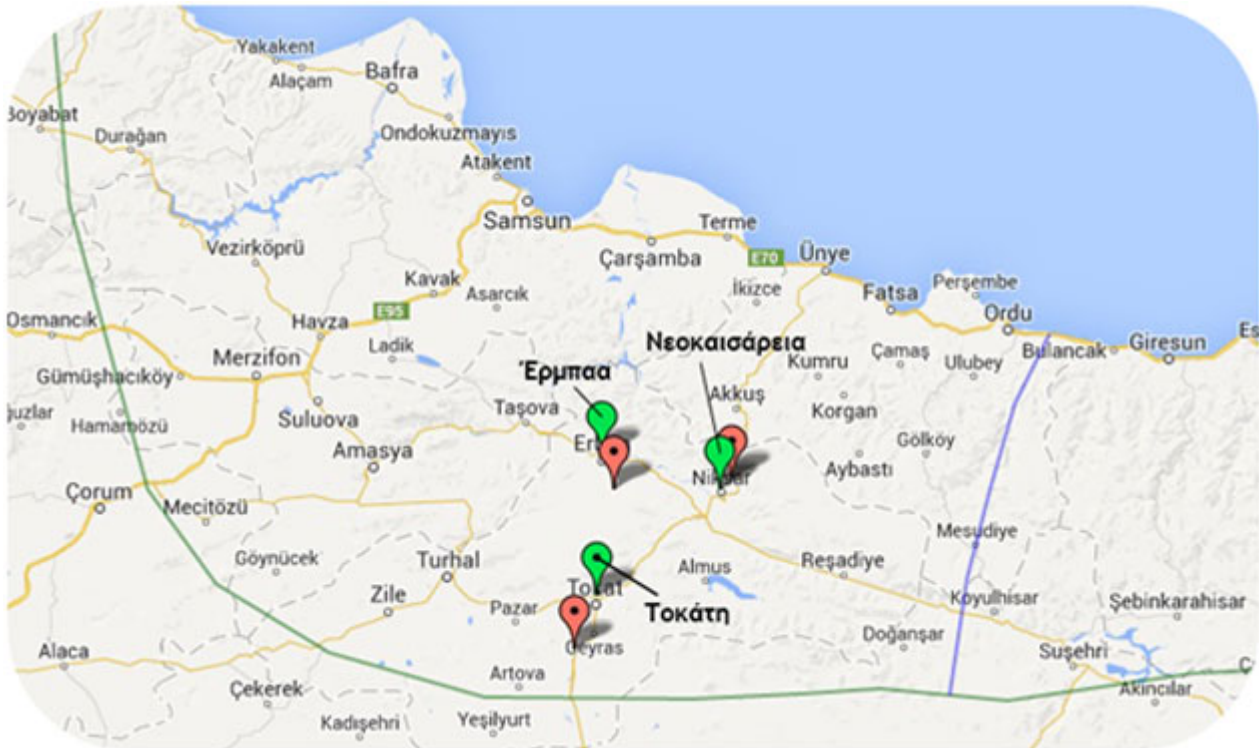 Yakakent
Alaçam
Bafra
Boyabat
Durağan
Ondokuzmayıs
Atakent
Samsun
Terme
Çarşamba
E70
Ünye
Vezirköprü
Kavak
Asarcık
İkizce
Perşembe
Fatsa
Ordu
E95
Osmancık
Havza
Ladik
Νεοκαισάρεια
Bulancak
Giresun
Merzifon
Έρμπαα
Kumru
Çamaş
Ulubey
Gümüşhacıköy
Suluova
Taşova
Akkuş
Korgan
Hamamözü
Amasya
Gölköy
Aybastı
Çorum
Mecitözü
Mesudiye
Göynücek
Turhal
Almus
Reşadiye
Zile
Pazar
Τοκάτη
Koyulhisar
Şebinkarahisar
Doğanşar
Alaca
Suşehri
Artova
Çekerek
Akıncılar
Kadışehri
Yeşilyurt